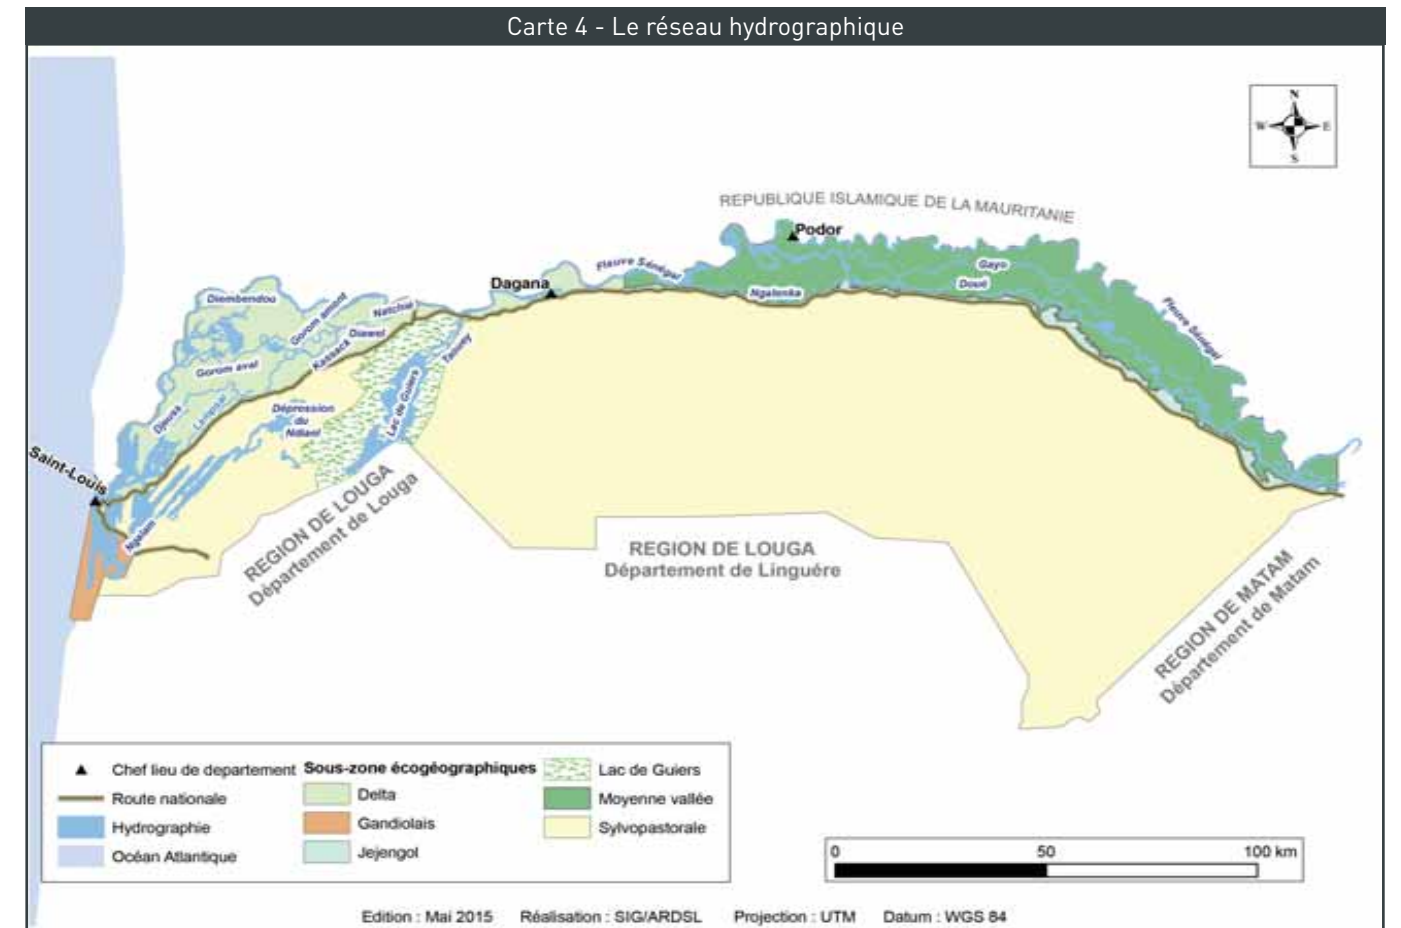 Carte 4 - Le réseau hydrographique
N
W
E
S
REPUBLIQUE ISLAMIQUE DE LA MAURITANIE
Podor
Fleuve Sénégal
Dagana
Gayo
Doué
Ngalenka
Fleuve Sénégal
Diembendou
Gorom amont
Natchié
Diawel
Kassack
Gorom aval
Taouey
Lac de Guiers
Djeuss
Lampsar
Dépression
du
Ndiael
Saint-Louis
Ngalam
REGION DE LOUGA
Département de Louga
REGION DE LOUGA
Département de Linguére
REGION DE MATAM
Département de Matam
Chef lieu de departement
Route nationale
Hydrographie
Océan Atlantique
Sous-zone écogéographiques
Delta
Gandiolais
Jejengol
Lac de Guiers
Moyenne vallée
Sylvopastorale
0 50 100 km
Edition : Mai 2015 Réalisation : SIG/ARDSL Projection : UTM Datum : WGS 84